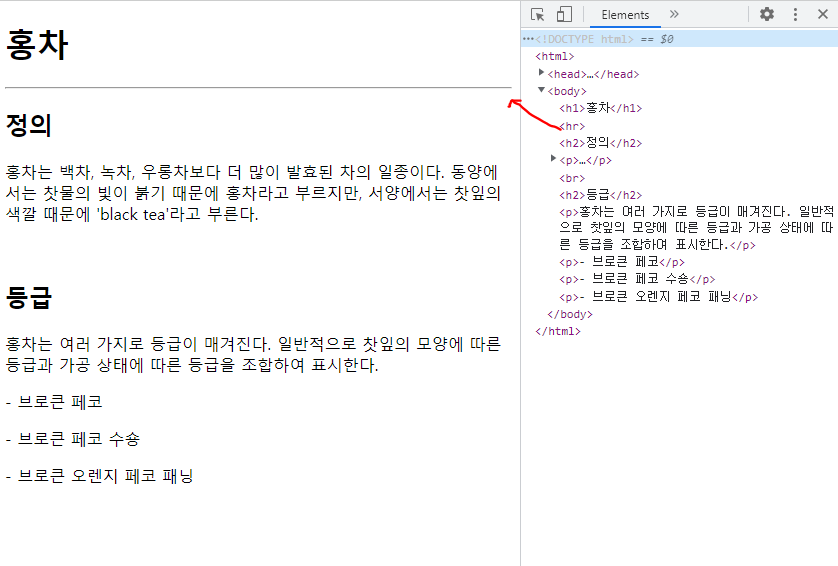 홍차
정의
홍차는 백차, 녹차, 우롱차보다 더 많이 발효된 차의 일종이다. 동양에
서는 찻물의 빛이 붉기 때문에 홍차라고 부르지만, 서양에서는 찻잎의
색깔 때문에 'black tea'라고 부른다.
등급
홍차는 여러 가지로 등급이 매겨진다. 일반적으로 찻잎의 모양에 따른
등급과 가공 상태에 따른 등급을 조합하여 표시한다.
- 브로큰 페코
- 브로큰 페코 수숑
- 브로큰 오렌지 페코 패닝
Elements »
…<!DOCTYPE html> == $0
<html>
<head>…</head>
<body>
<h1>홍차</h1>
<hr>
<h2>정의</h2>
<p>…</p>
<br>
<h2>등급</h2>
<p>홍차는 여러 가지로 등급이 매겨진다. 일반적
으로 찻잎의 모양에 따른 등급과 가공 상태에 따
른 등급을 조합하여 표시한다.</p>
<p>- 브로큰 페코</p>
<p>- 브로큰 페코 수숑</p>
<p>- 브로큰 오렌지 페코 패닝</p>
</body>
</html>